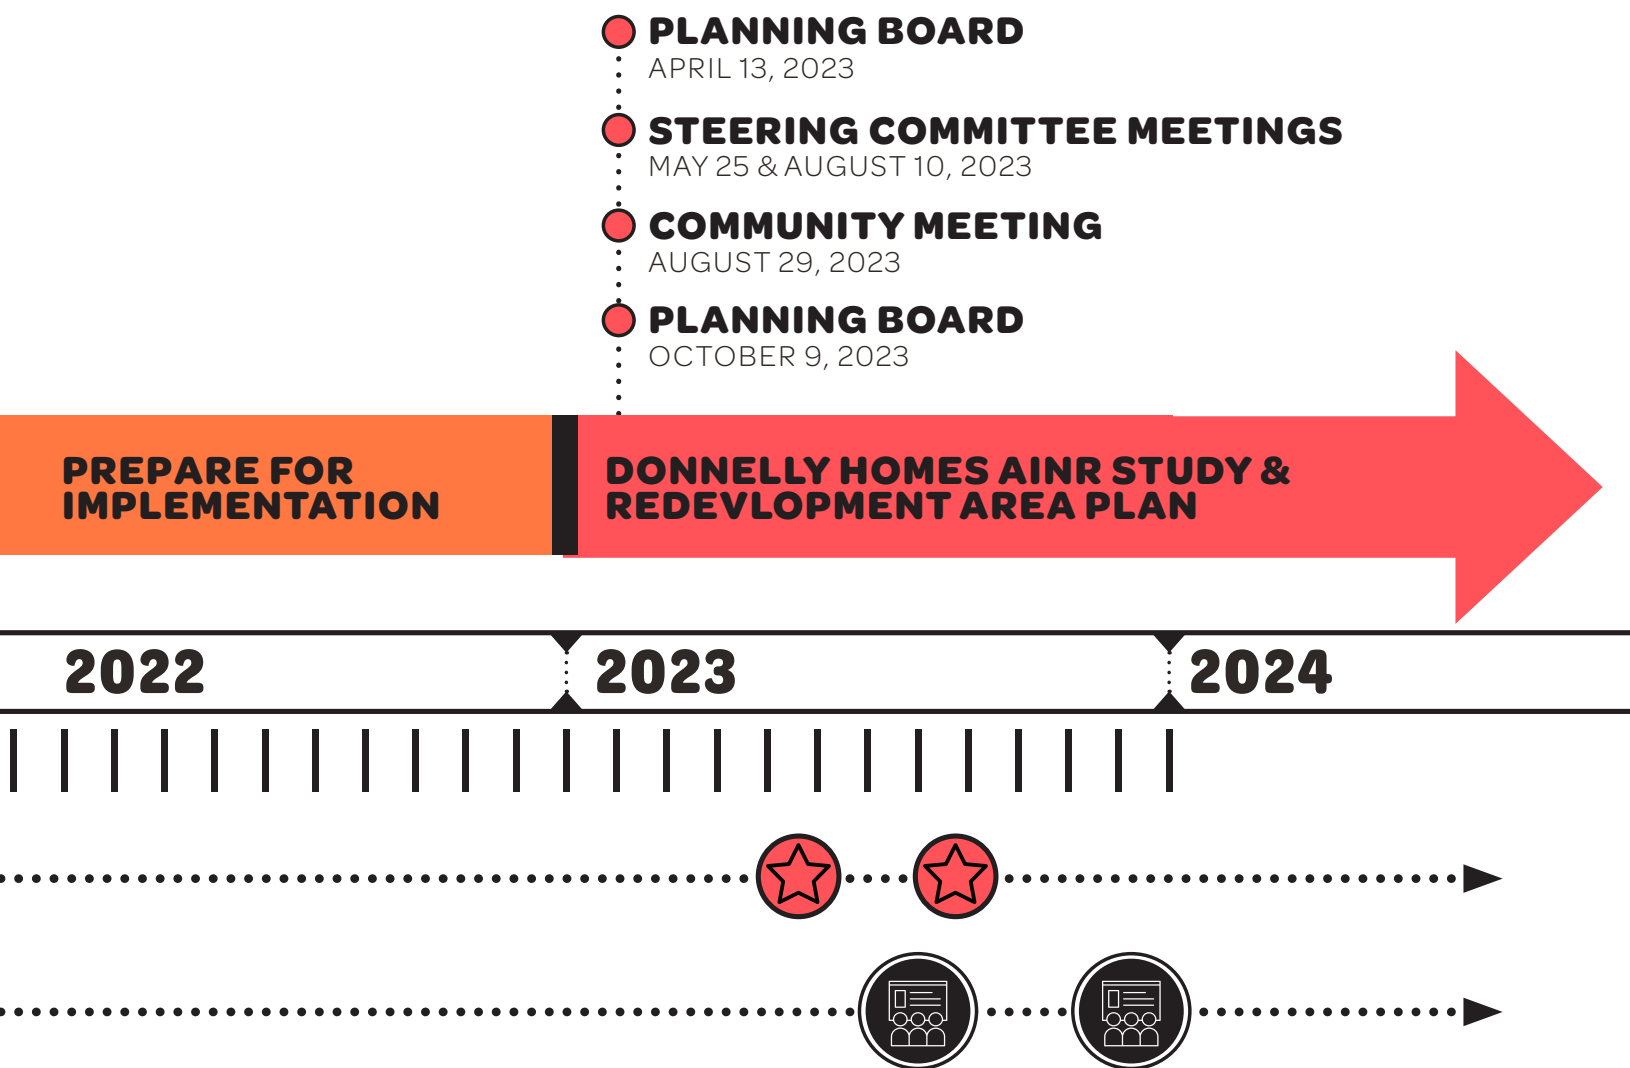 PLANNING BOARD
APRIL 13, 2023
STEERING COMMITTEE MEETINGS
MAY 25 & AUGUST 10, 2023
COMMUNITY MEETING
AUGUST 29, 2023
PLANNING BOARD
OCTOBER 9, 2023
PREPARE FOR
IMPLEMENTATION
DONNELLY HOMES AINR STUDY &
REDEVLOPMENT AREA PLAN
2022
2023
2024